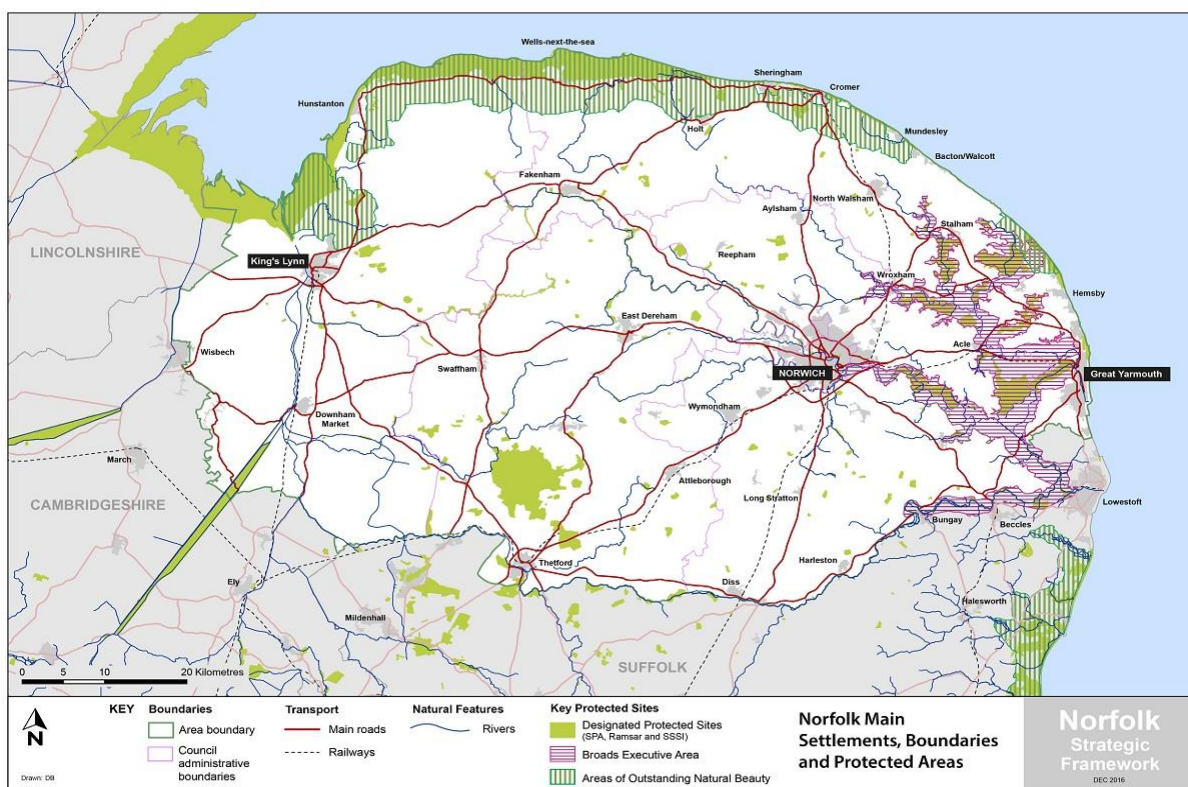 Wells-next-the-sea
Sheringham
Cromer
Hunstanton
Holt
Mundesley
Bacton/Walcott
Fakenham
North Walsham
Aylsham
Stalham
LINCOLNSHIRE
King's Lynn
Reepham
Wroxham
Hemsby
East Dereham
Wisbech
Swaffham
Acle
NORWICH
Great Yarmouth
Downham
Market
Wymondham
March
Attleborough
Long Stratton
CAMBRIDGESHIRE
Lowestoft
Bungay
Beccles
Thetford
Harleston
Ely
Diss
Halesworth
Mildenhall
SUFFOLK
0 5 10 20 Kilometres
N
Drawn: DB
KEY
Boundaries
Area boundary
Council
administrative
boundaries
Transport
Main roads
Railways
Natural Features
Rivers
Key Protected Sites
Designated Protected Sites
(SPA, Ramsar and SSSI)
Broads Executive Area
Areas of Outstanding Natural Beauty
Norfolk Main
Settlements, Boundaries
and Protected Areas
Norfolk
Strategic
Framework
DEC 2016